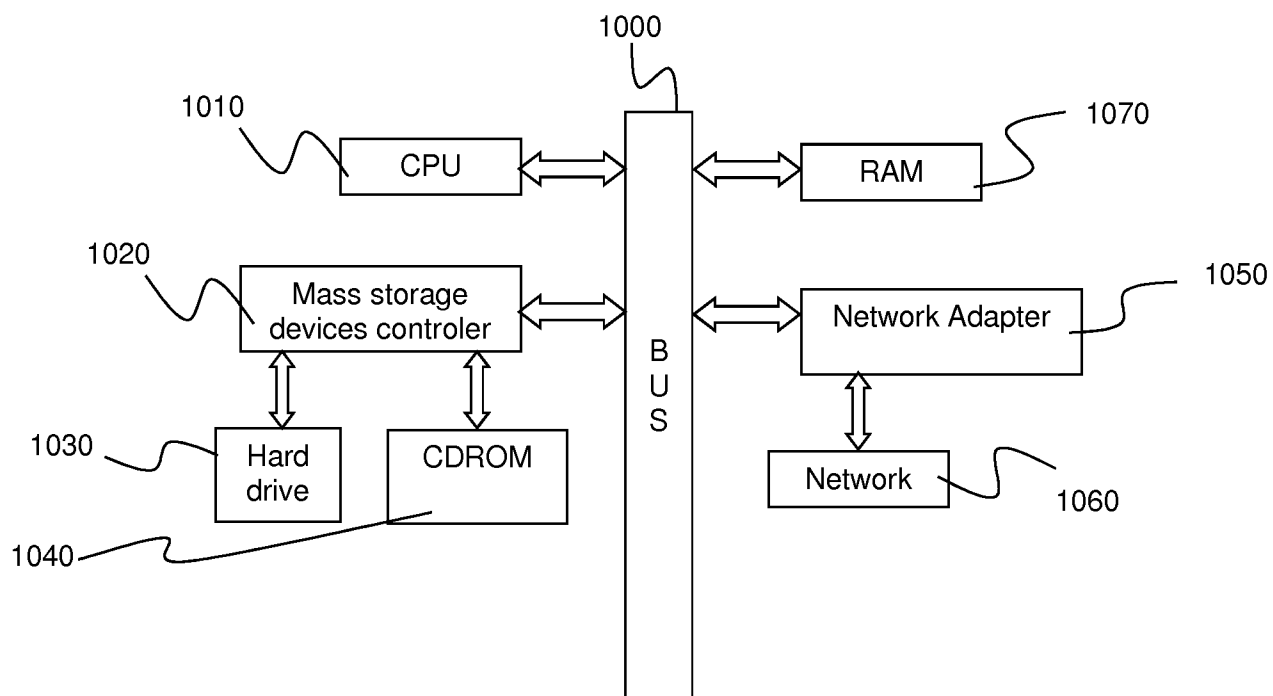 1000
1010
CPU
RAM
1070
1020
Mass storage
devices controler
1050
Network Adapter
B
U
S
1030
Hard
drive
CDROM
Network
1060
1040